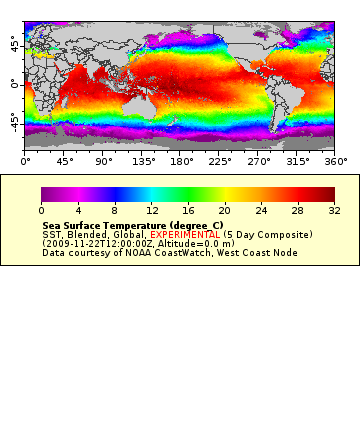 45°
0°
-45°
0° 45° 90° 135° 180° 225° 270° 315° 360°
0 4 8 12 16 20 24 28 32
Sea Surface Temperature (degree_C)
SST, Blended, Global, EXPERIMENTAL (5 Day Composite)
(2009-11-22T12:00:00Z, Altitude=0.0 m)
Data courtesy of NOAA CoastWatch, West Coast Node